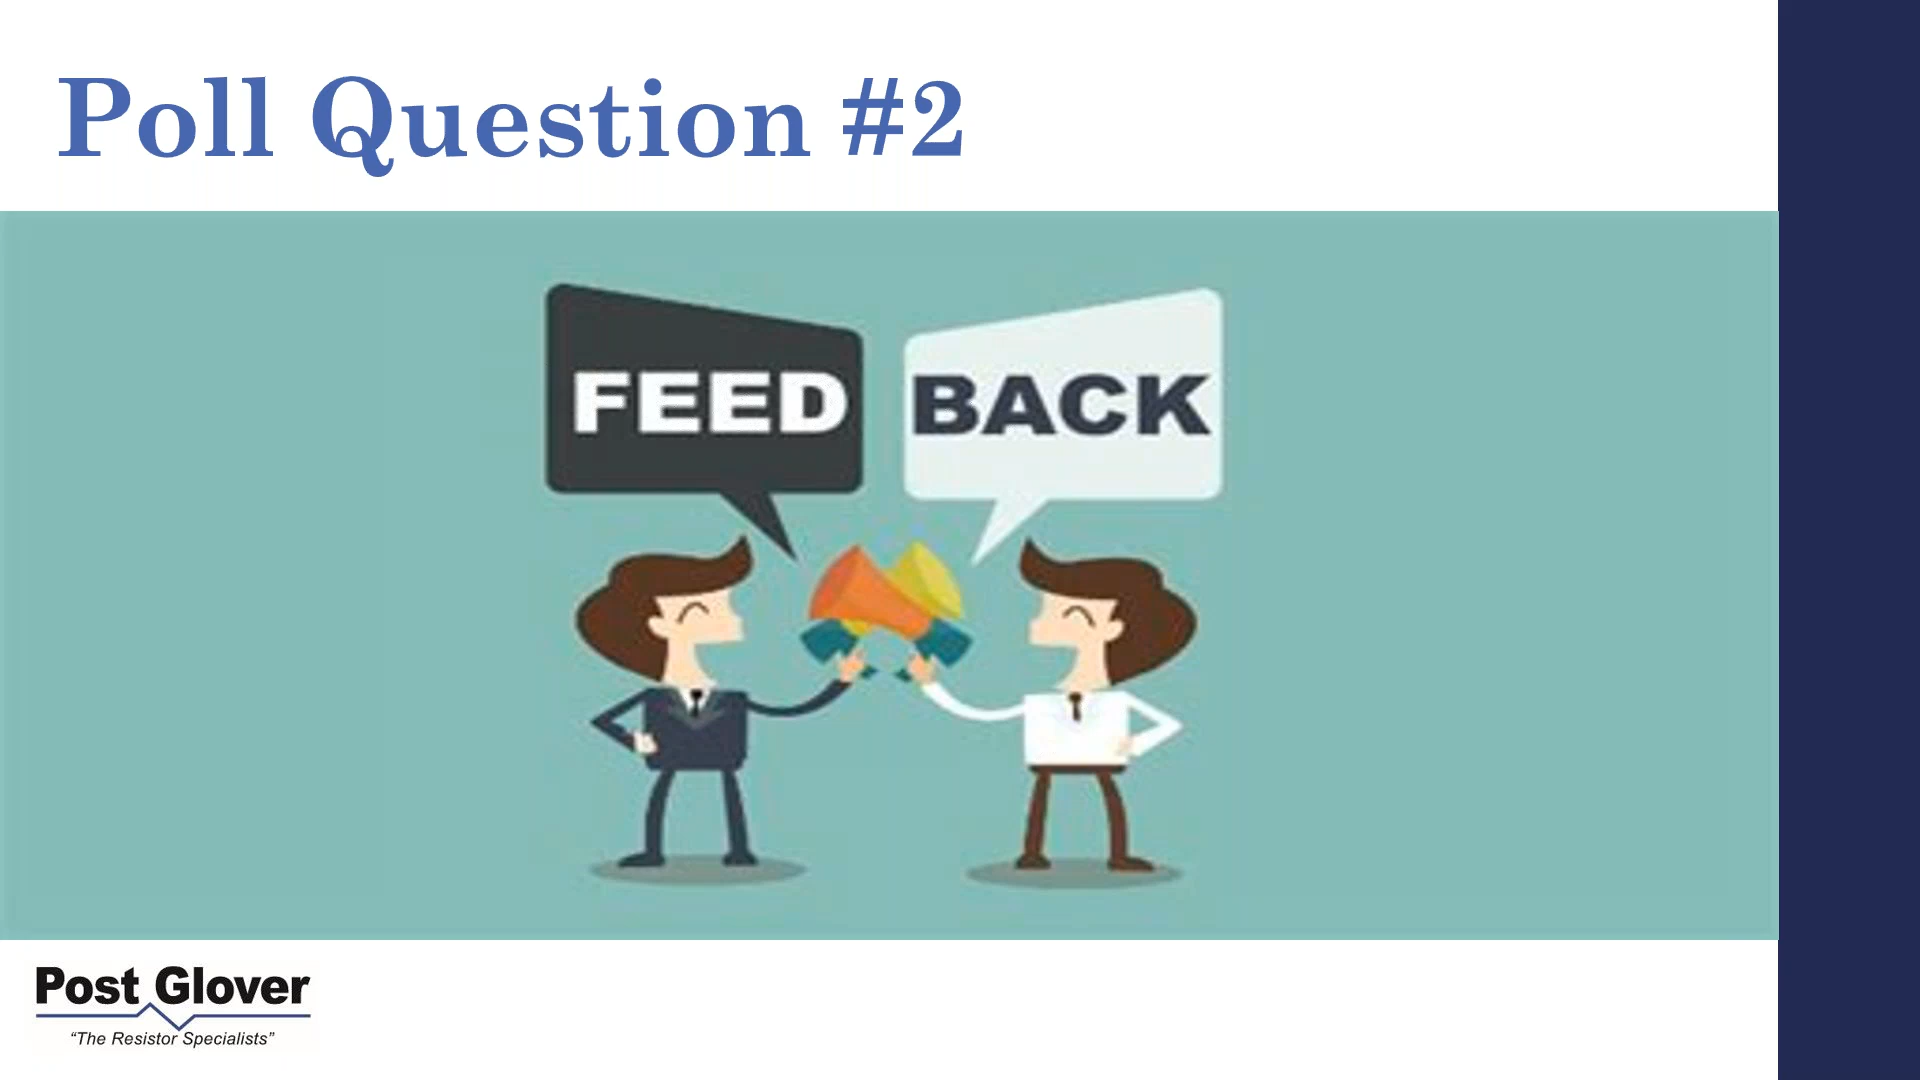 Poll Question #2
FEED
BACK
Post Glover
“The Resistor Specialists”